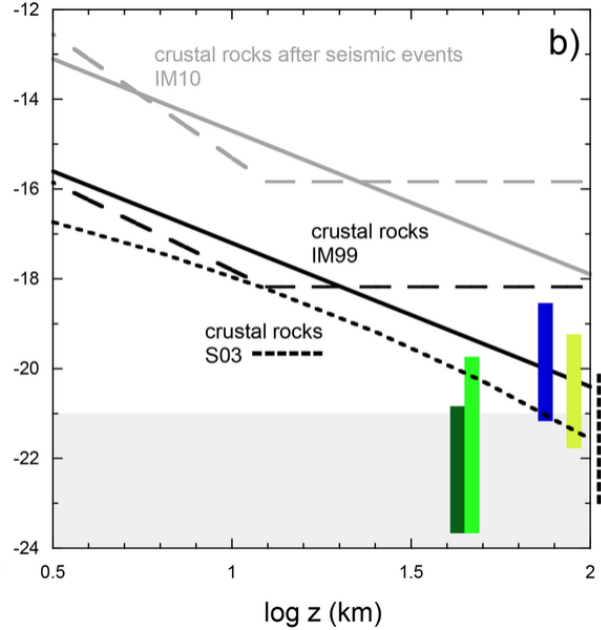 -12
b)
crustal rocks after seismic events
IM10
-14
-16
crustal rocks
IM99
-18
crustal rocks
S03
-20
-22
-24
0.5
1
1.5
2
log z (km)